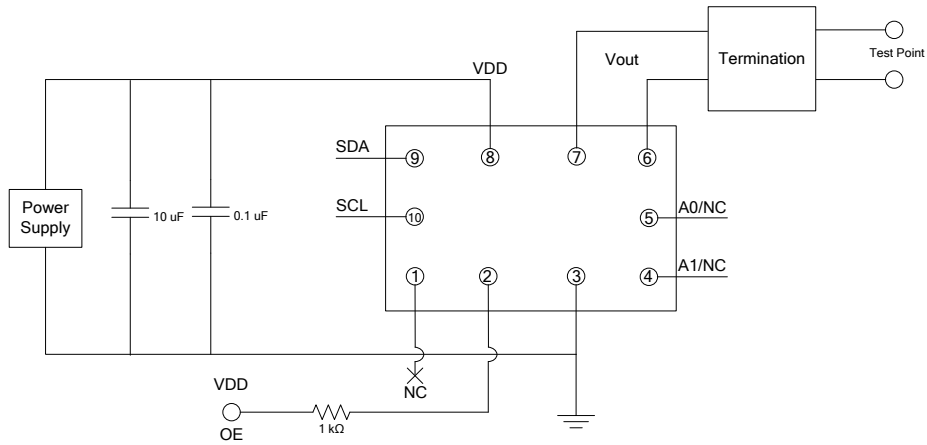 VDD
Vout
Termination
Test Point
SDA
9
8
7
6
Power
Supply
10 uF
0.1 uF
SCL
10
5
A0/NC
1
2
3
4
A1/NC
NC
VDD
OE
1 kΩ